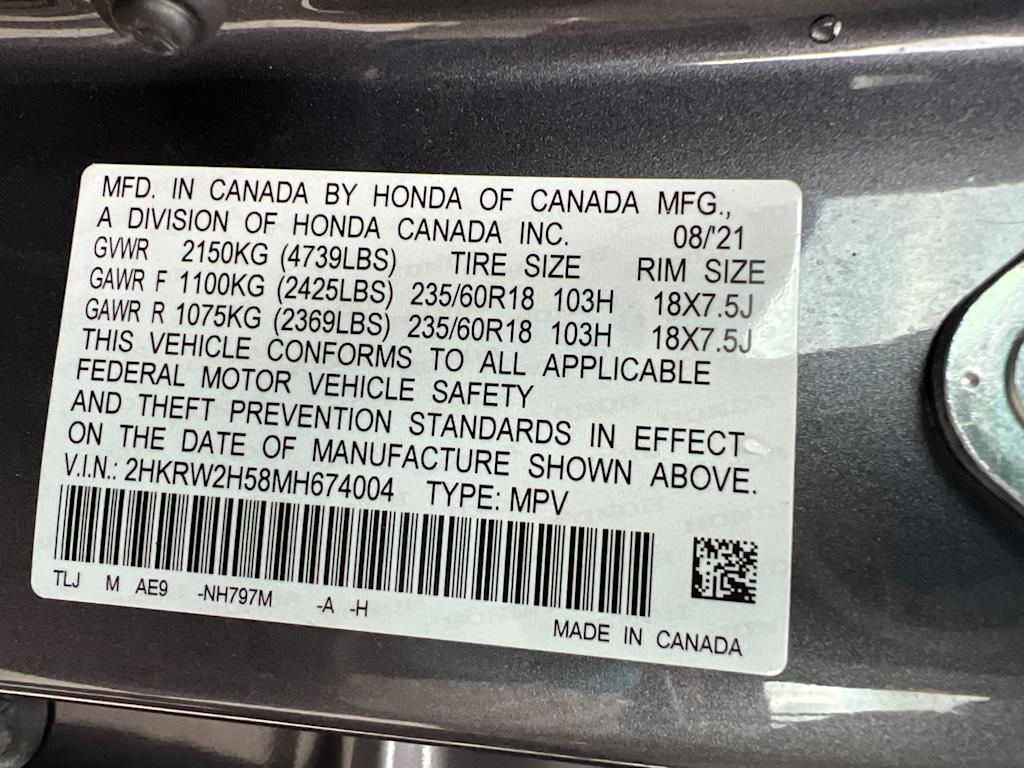 MFD. IN CANADA BY HONDA OF CANADA MFG.,
A DIVISION OF HONDA CANADA INC. 08/'21
GVWR 2150KG (4739LBS) TIRE SIZE RIM SIZE
GAWR F 1100KG (2425LBS) 235/60R18 103H 18X7.5J
GAWR R 1075KG (2369LBS) 235/60R18 103H 18X7.5J
THIS VEHICLE CONFORMS TO ALL APPLICABLE
FEDERAL MOTOR VEHICLE SAFETY
AND THEFT PREVENTION STANDARDS IN EFFECT
ON THE DATE OF MANUFACTURE SHOWN ABOVE.
V.I.N.: 2HKRW2H58MH674004 TYPE: MPV
TLJ M AE9 -NH797M -A -H
MADE IN CANADA